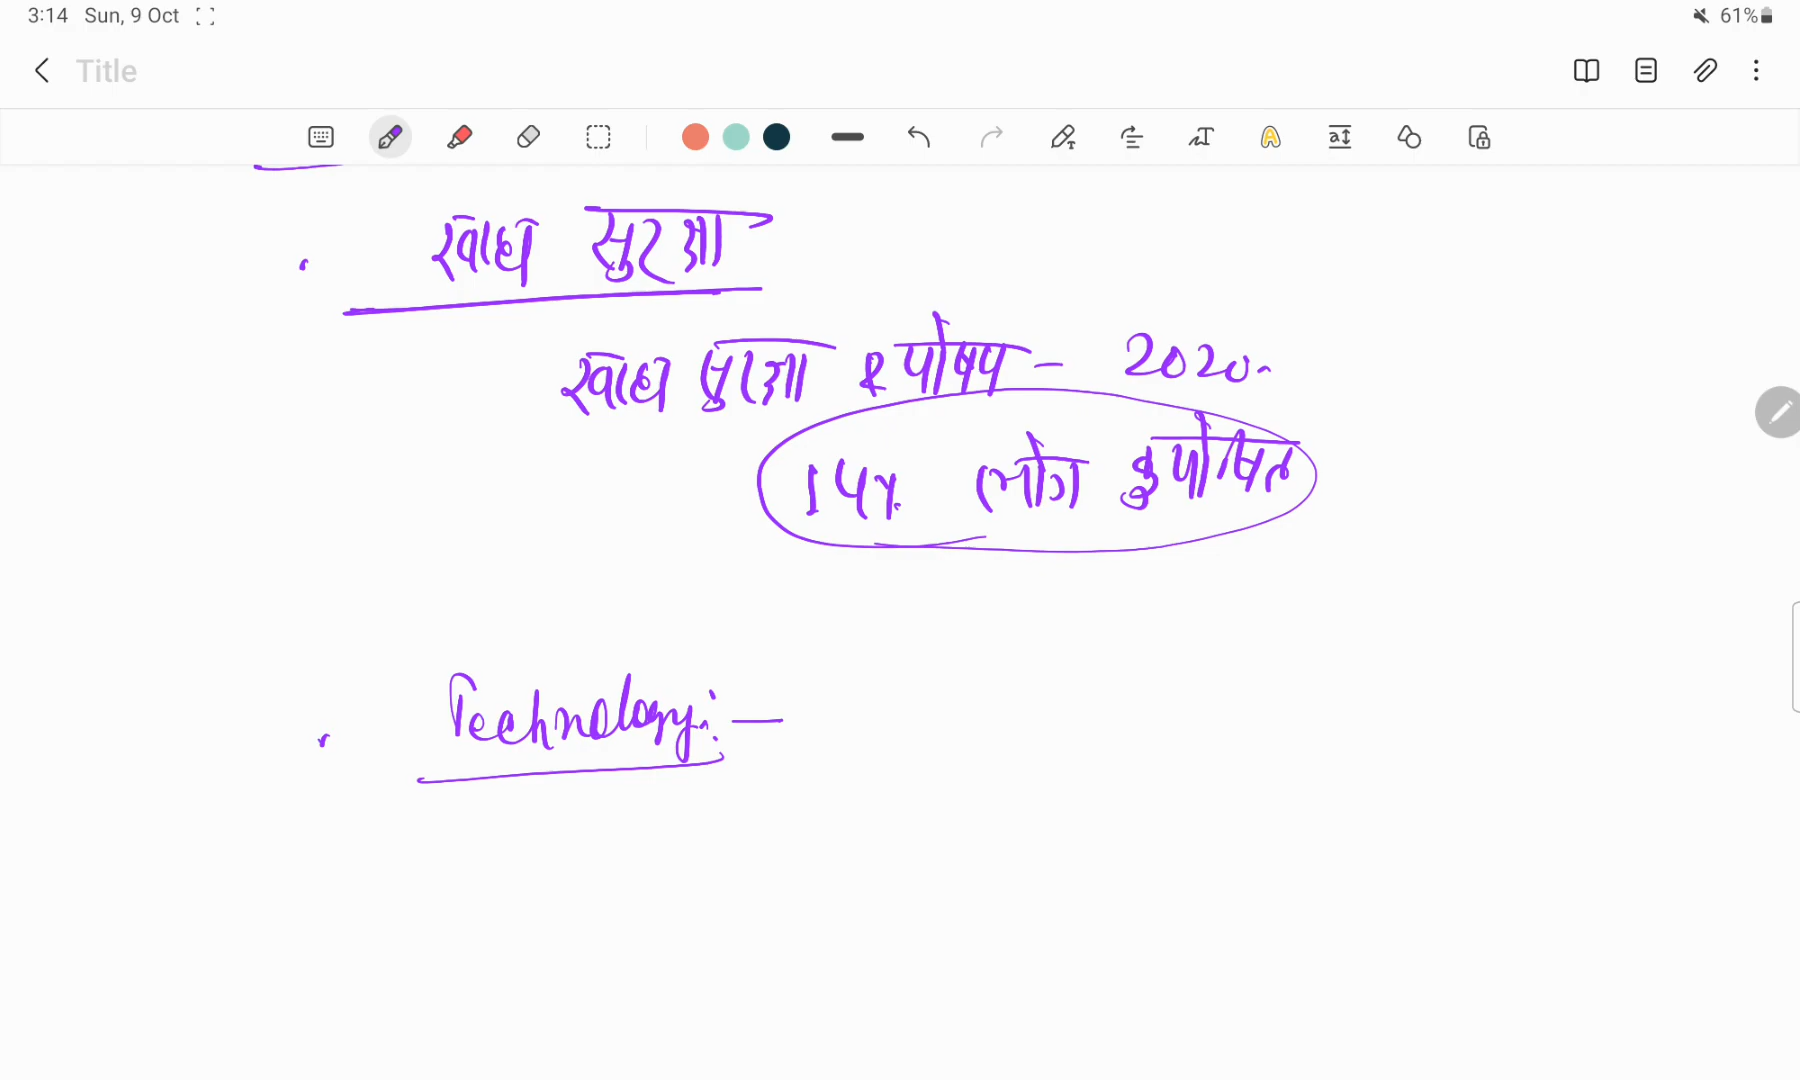 3:14 Sun, 9 Oct 61%
Title
खाद्य सुरक्षा
खाद्य सुरक्षा & पोषण - 2020
14% लोग कुपोषित
Technology:-